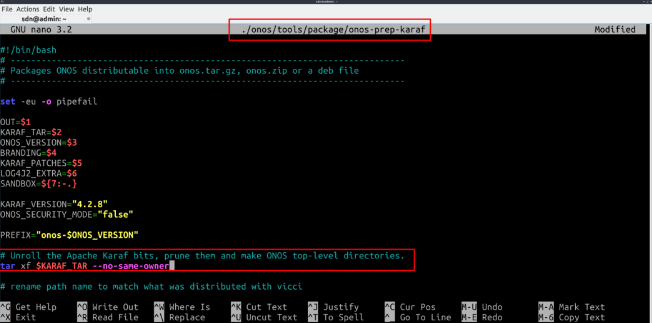 sdn@admin: ~
File Actions Edit View Help
sdn@admin: ~
GNU nano 3.2 ./onos/tools/package/onos-prep-karaf Modified
#!/bin/bash
# -----------------------------------------------------------------------------
# Packages ONOS distributable into onos.tar.gz, onos.zip or a deb file
# -----------------------------------------------------------------------------
set -eu -o pipefail
OUT=$1
KARAF_TAR=$2
ONOS_VERSION=$3
BRANDING=$4
KARAF_PATCHES=$5
LOG4J2_EXTRA=$6
SANDBOX=${7:-.}
KARAF_VERSION="4.2.8"
ONOS_SECURITY_MODE="false"
PREFIX="onos-$ONOS_VERSION"
# Unroll the Apache Karaf bits, prune them and make ONOS top-level directories.
tar xf $KARAF_TAR --no-same-owner
# rename path name to match what was distributed with vicci
^G Get Help ^O Write Out ^W Where Is ^K Cut Text ^J Justify ^C Cur Pos M-U Undo M-A Mark Text
^X Exit ^R Read File ^\ Replace ^U Uncut Text ^T To Spell ^_ Go To Line M-E Redo M-6 Copy Text